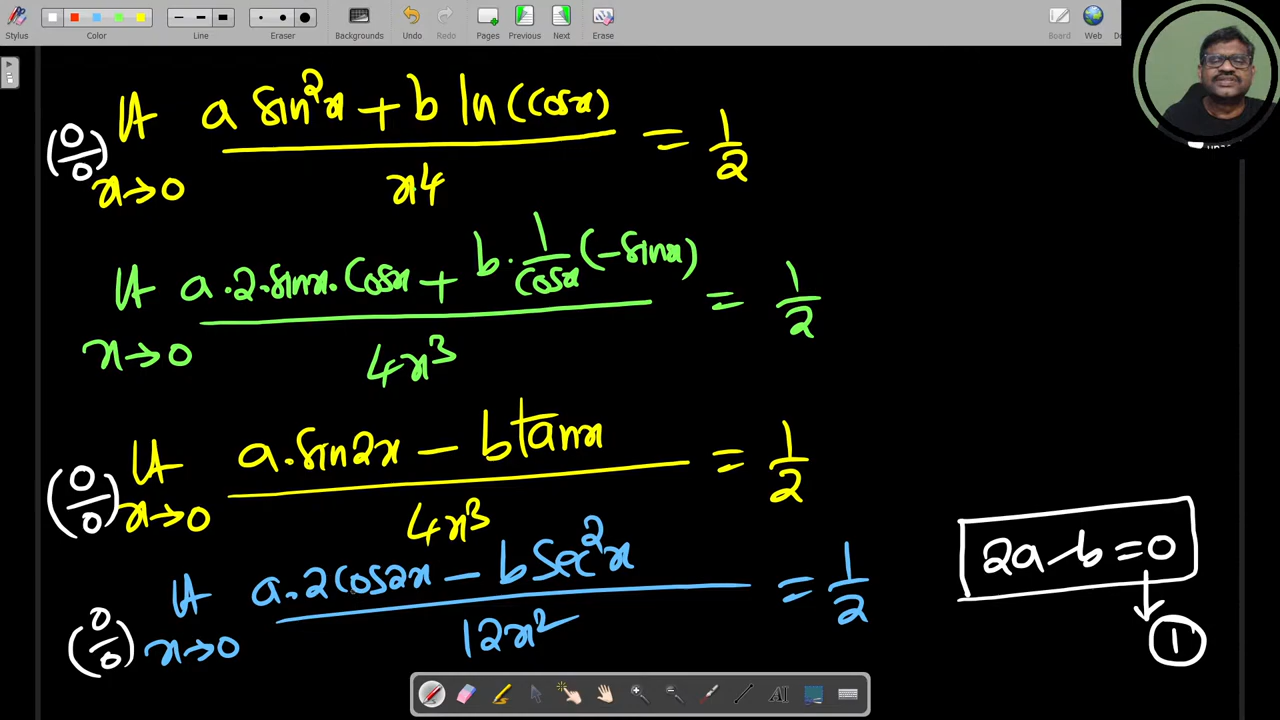 Stylus Color Line Eraser Backgrounds Undo Redo Pages Previous Next Erase Board Web
(0/0) lt x→0 (a sin²x + b ln(cosx))/x4 = 1/2
lt x→0 (a·2·sinx·cosx + b·1/cosx(-sinx))/4x³ = 1/2
(0/0) lt x→0 (a·sin2x − btanx)/4x³ = 1/2
(0/0) lt x→0 (a·2cos2x − bsec²x)/12x² = 1/2
2a-b=0
1
AI